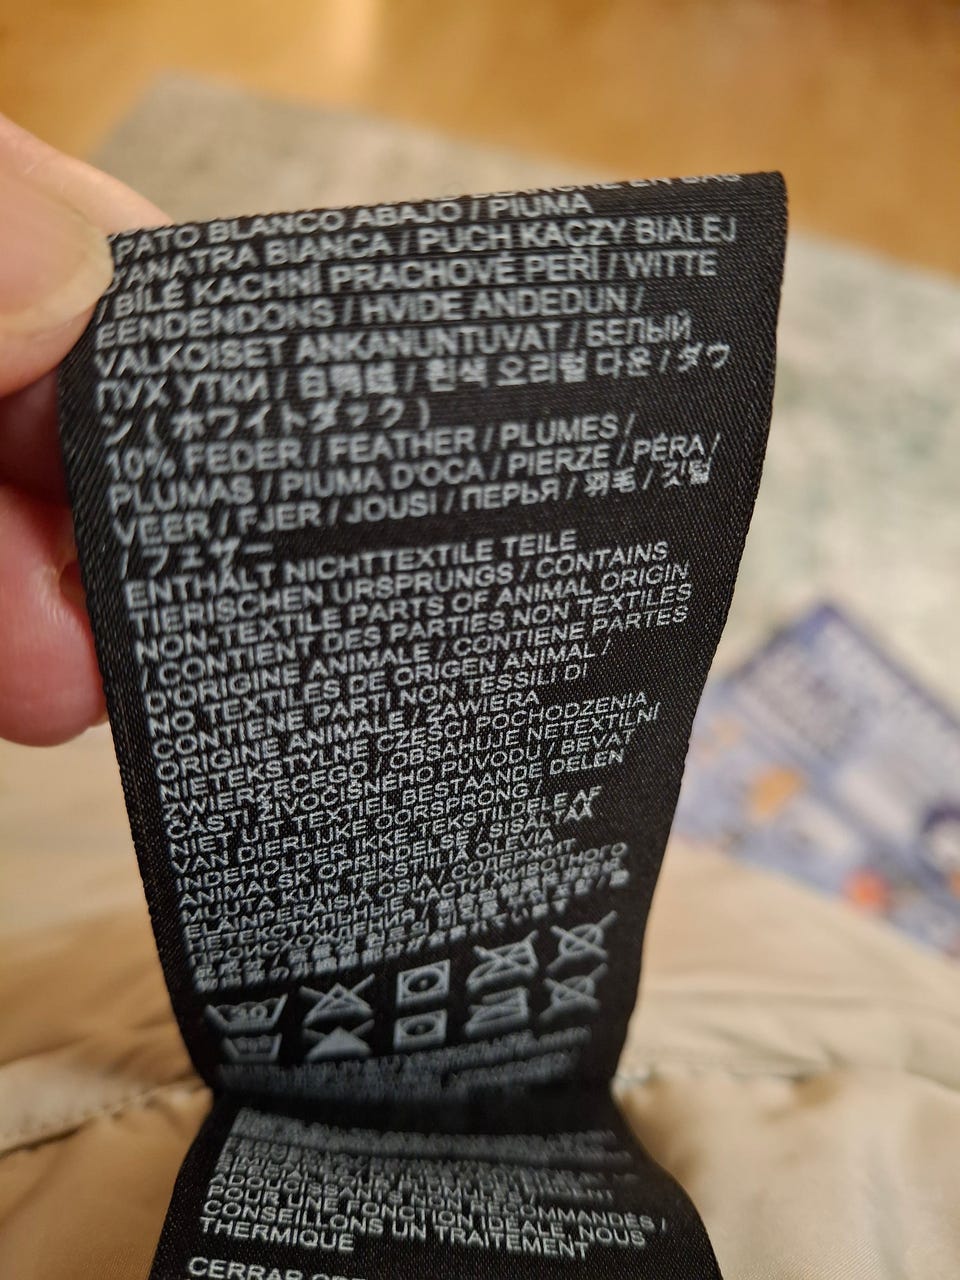 PATO BLANCO ABAJO / PIUMA
D'ANATRA BIANCA / PUCH KACZY BIAŁEJ
/ BÍLÉ KACHNÍ PRACHOVÉ PEŘÍ / WITTE
EENDENDONS / HVIDE ANDEDUN /
VALKOISET ANKANUNTUVAT / БЕЛЫЙ
ПУХ УТКИ / 白鸭绒 / 흰색 오리털 다운 / ダウ
ン ( ホワイトダック )
10% FEDER / FEATHER / PLUMES /
PLUMAS / PIUMA D'OCA / PIERZE / PÉRA /
VEER / FJER / JOUSI / ПЕРЬЯ / 羽毛 / 깃털
/ フェザー
ENTHÄLT NICHTTEXTILE TEILE
TIERISCHEN URSPRUNGS / CONTAINS
NON-TEXTILE PARTS OF ANIMAL ORIGIN
/ CONTIENT DES PARTIES NON TEXTILES
D'ORIGINE ANIMALE / CONTIENE PARTES
NO TEXTILES DE ORIGEN ANIMAL /
CONTIENE PARTI NON TESSILI DI
ORIGINE ANIMALE / ZAWIERA
NIETEKSTYLNE CZĘŚCI POCHODZENIA
ZWIERZĘCEGO / OBSAHUJE NETEXTILNÍ
ČÁSTI ŽIVOČIŠNÉHO PŮVODU / BEVAT
NIET UIT TEXTIEL BESTAANDE DELEN
VAN DIERLIJKE OORSPRONG /
INDEHOLDER IKKE-TEKSTILDELE AF
ANIMALSK OPRINDELSE / SISÄLTÄÄ
MUUTA KUIN TEKSTIILIÄ OLEVIA
ELÄINPERÄISIÄ OSIA / СОДЕРЖИТ
НЕТЕКСТИЛЬНЫЕ ЧАСТИ ЖИВОТНОГО
ПРОИСХОЖДЕНИЯ /
30
ADOUCISSANTS NON RECOMMANDÉS /
POUR UNE FONCTION IDÉALE, NOUS
CONSEILLONS UN TRAITEMENT
THERMIQUE
CERRAR